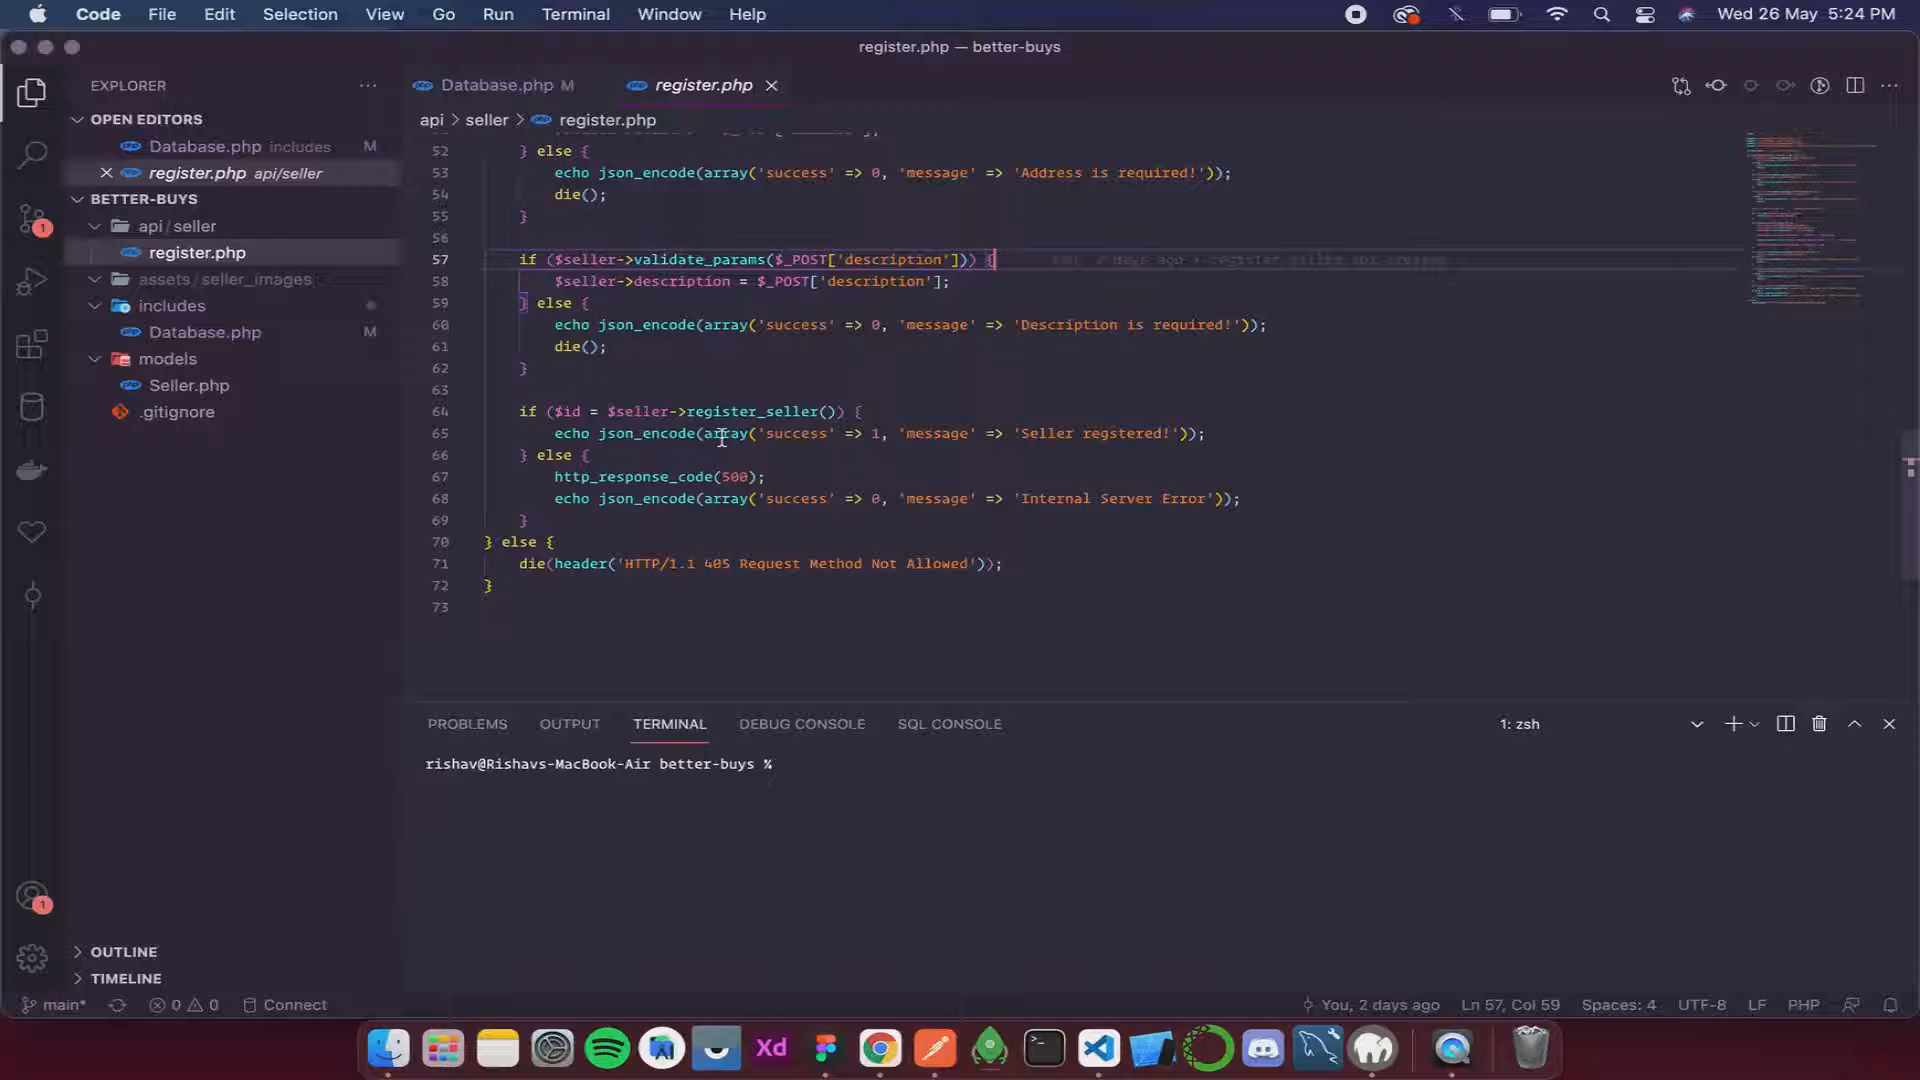 Code File Edit Selection View Go Run Terminal Window Help Wed 26 May 5:24 PM
register.php — better-buys
EXPLORER
Database.php M register.php
OPEN EDITORS
api > seller > register.php
Database.php includes M
register.php api/seller
BETTER-BUYS
api/seller
register.php
assets/seller_images
includes
Database.php M
models
Seller.php
.gitignore
52 } else {
53 echo json_encode(array('success' => 0, 'message' => 'Address is required!'));
54 die();
55 }
56
57 if ($seller->validate_params($_POST['description'])) {
58 $seller->description = $_POST['description'];
59 } else {
60 echo json_encode(array('success' => 0, 'message' => 'Description is required!'));
61 die();
62 }
63
64 if ($id = $seller->register_seller()) {
65 echo json_encode(array('success' => 1, 'message' => 'Seller regstered!'));
66 } else {
67 http_response_code(500);
68 echo json_encode(array('success' => 0, 'message' => 'Internal Server Error'));
69 }
70 } else {
71 die(header('HTTP/1.1 405 Request Method Not Allowed'));
72 }
73
PROBLEMS OUTPUT TERMINAL DEBUG CONSOLE SQL CONSOLE 1: zsh
rishav@Rishavs-MacBook-Air better-buys %
1
1
OUTLINE
TIMELINE
main* 0 0 Connect You, 2 days ago Ln 57, Col 59 Spaces: 4 UTF-8 LF PHP
Xd